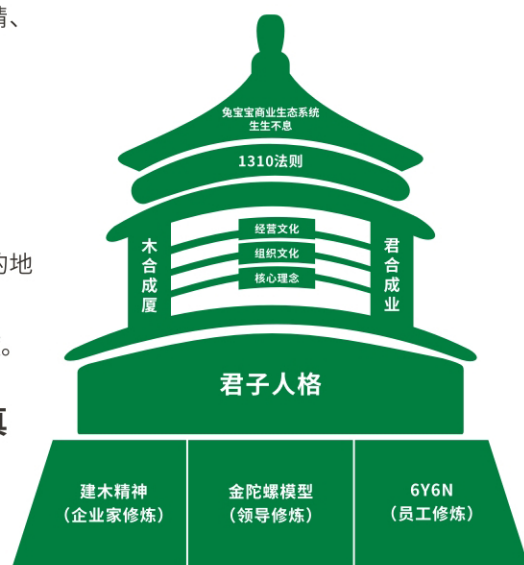 情、
的地
。
兔宝宝商业生态系统
生生不息
1310法则
木合成厦
经营文化
组织文化
核心理念
君合成业
君子人格
建木精神
（企业家修炼）
金陀螺模型
（领导修炼）
6Y6N
（员工修炼）